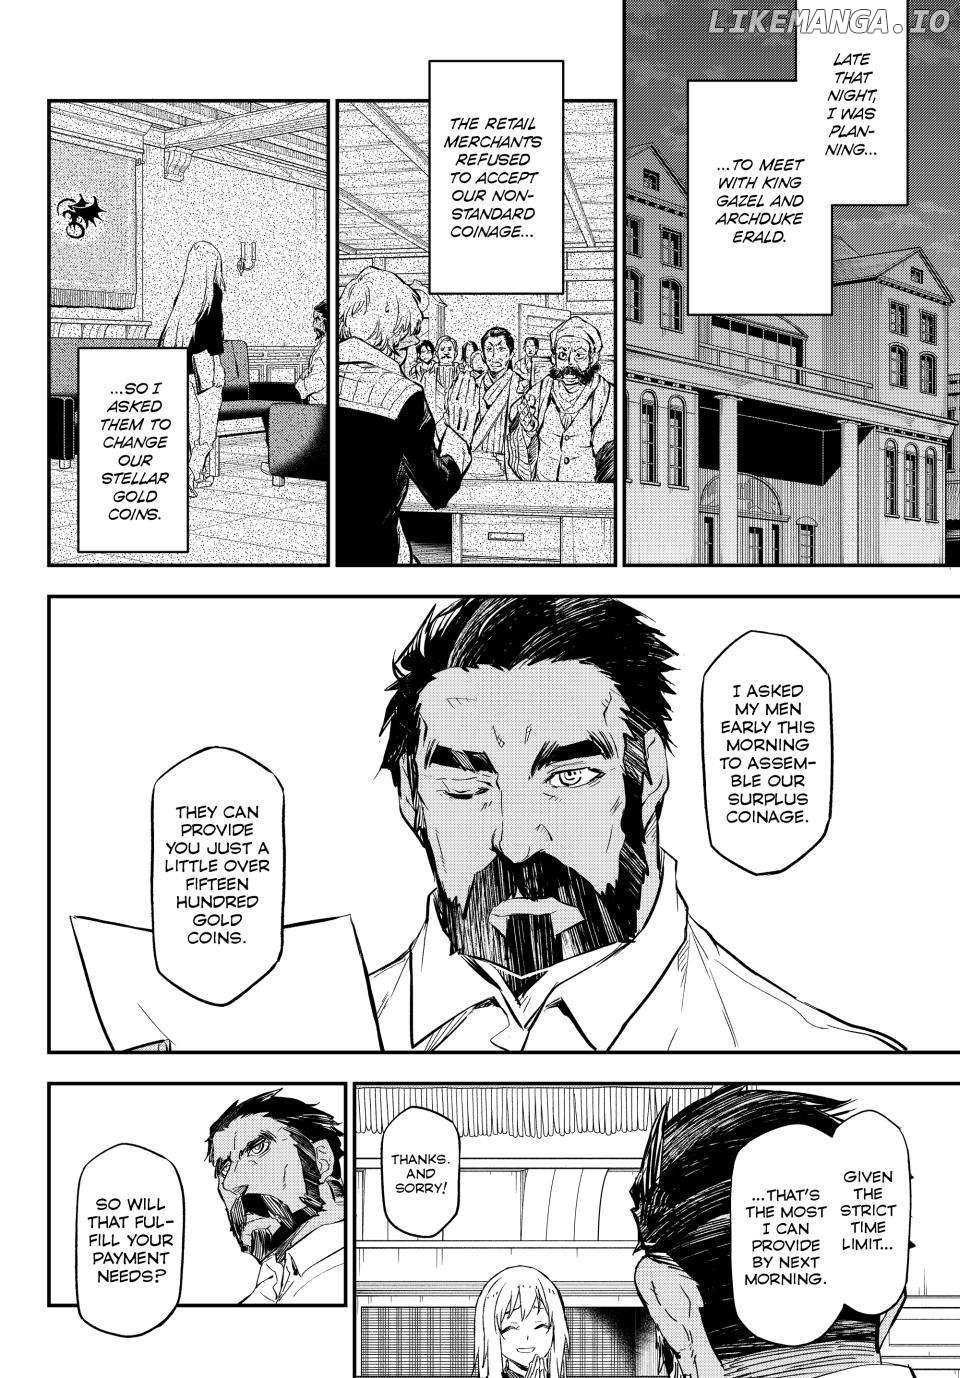 LIKEMANGA.IO
LATE
THAT
NIGHT,
I WAS
PLAN-
NING...
...TO MEET
WITH KING
GAZEL AND
ARCHDUKE
ERALD.
THE RETAIL
MERCHANTS
REFUSED
TO ACCEPT
OUR NON-
STANDARD
COINAGE...
...SO I
ASKED
THEM TO
CHANGE
OUR
STELLAR
GOLD
COINS.
I ASKED
MY MEN
EARLY THIS
MORNING
TO ASSEM-
BLE OUR
SURPLUS
COINAGE.
THEY CAN
PROVIDE
YOU JUST A
LITTLE OVER
FIFTEEN
HUNDRED
GOLD
COINS.
GIVEN
THE
STRICT
TIME
LIMIT...
...THAT'S
THE MOST
I CAN
PROVIDE
BY NEXT
MORNING.
THANKS.
AND
SORRY!
SO WILL
THAT FUL-
FILL YOUR
PAYMENT
NEEDS?